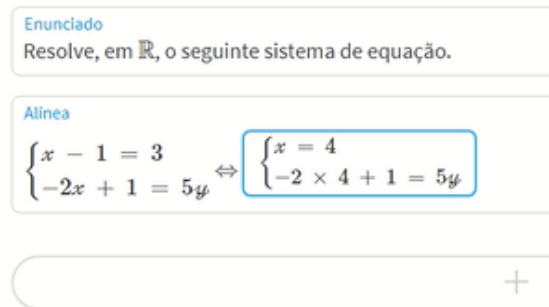 Enunciado
Resolve, em ℝ, o seguinte sistema de equação.
Alínea
{x - 1 = 3 ⇔ {x = 4
{-2x + 1 = 5y {-2 × 4 + 1 = 5y
+